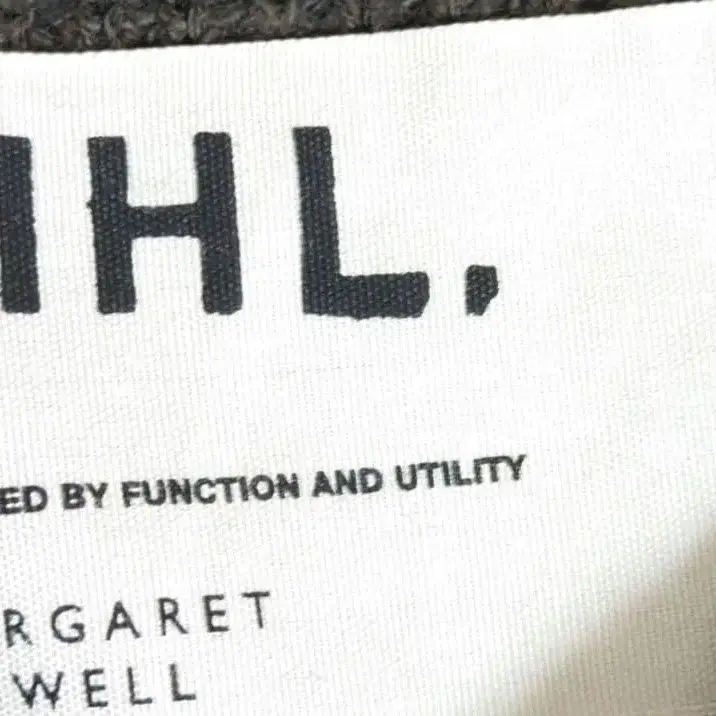 HL.
ED BY FUNCTION AND UTILITY
RGARET
WELL